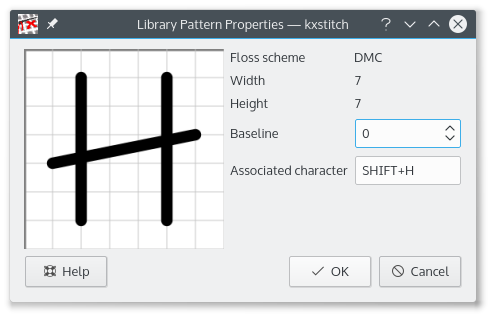 Library Pattern Properties — kxstitch
Floss scheme DMC
Width 7
Height 7
Baseline 0
Associated character SHIFT+H
Help OK Cancel